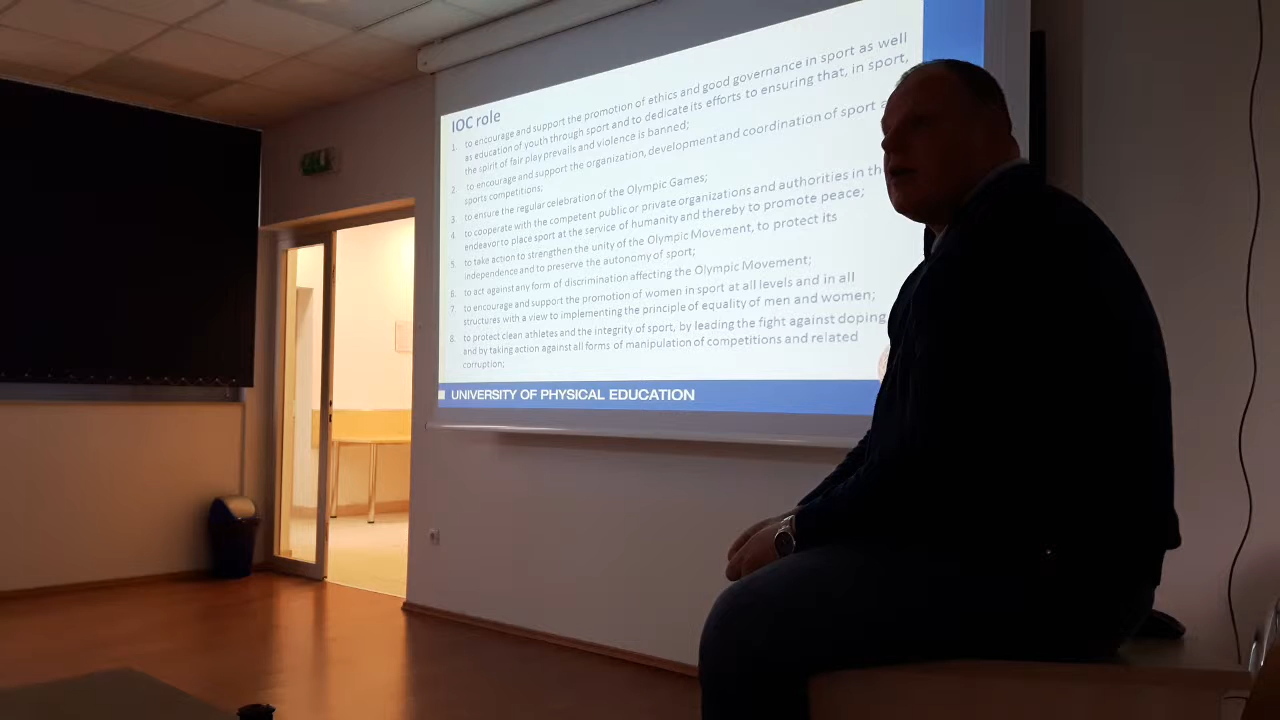 IOC role
1. to encourage and support the promotion of ethics and good governance in sport as well
as education of youth through sport and to dedicate its efforts to ensuring that, in sport,
the spirit of fair play prevails and violence is banned;
2. to encourage and support the organization, development and coordination of sport
sports competitions;
3. to ensure the regular celebration of the Olympic Games;
4. to cooperate with the competent public or private organizations and authorities in
endeavor to place sport at the service of humanity and thereby to promote peace;
5. to take action to strengthen the unity of the Olympic Movement, to protect its
independence and to preserve the autonomy of sport;
6. to act against any form of discrimination affecting the Olympic Movement;
7. to encourage and support the promotion of women in sport at all levels and in all
structures with a view to implementing the principle of equality of men and women;
8. to protect clean athletes and the integrity of sport, by leading the fight against doping
and by taking action against all forms of manipulation of competitions and related
corruption;
UNIVERSITY OF PHYSICAL EDUCATION